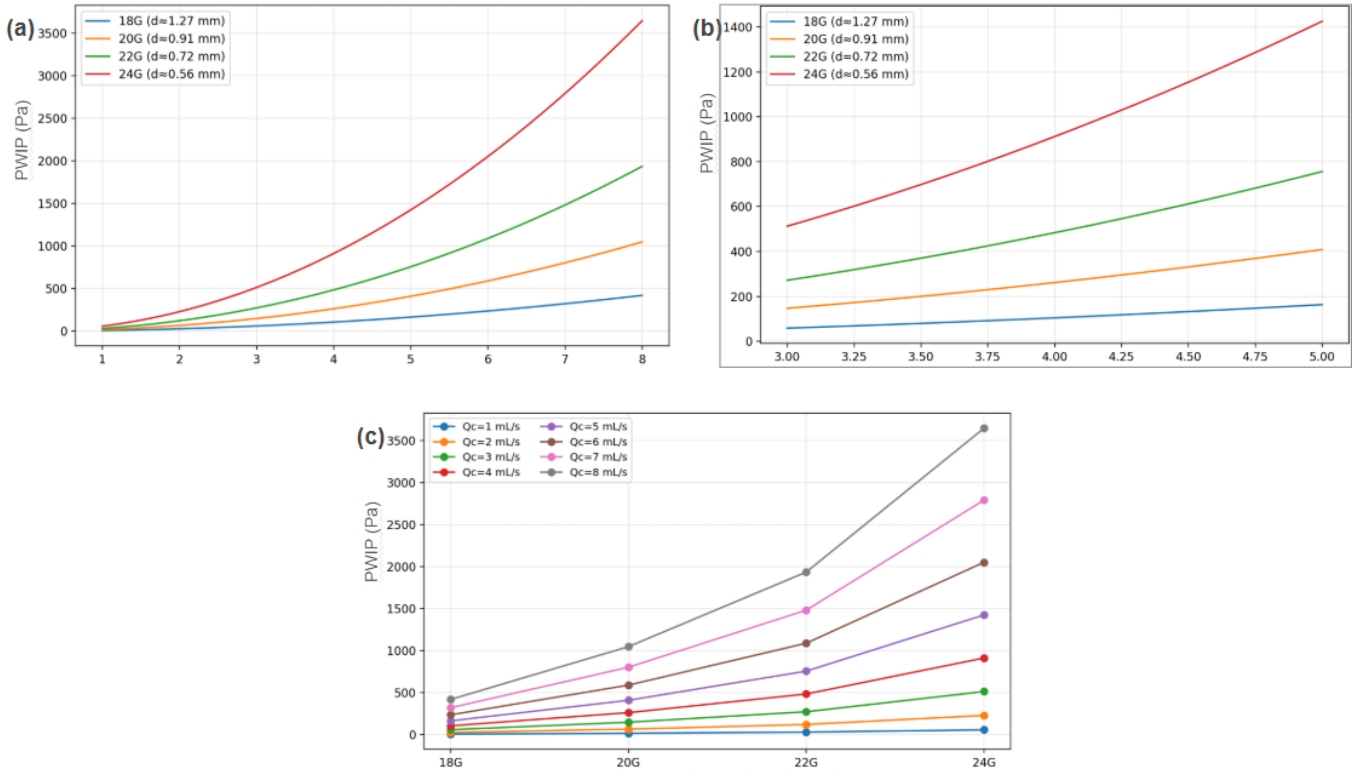 (a)
18G (d≈1.27 mm)
20G (d≈0.91 mm)
22G (d≈0.72 mm)
24G (d≈0.56 mm)
PWIP (Pa)
3500
3000
2500
2000
1500
1000
500
0
1 2 3 4 5 6 7 8
(b)
18G (d≈1.27 mm)
20G (d≈0.91 mm)
22G (d≈0.72 mm)
24G (d≈0.56 mm)
PWIP (Pa)
1400
1200
1000
800
600
400
200
0
3.00 3.25 3.50 3.75 4.00 4.25 4.50 4.75 5.00
(c)
Qc=1 mL/s Qc=5 mL/s
Qc=2 mL/s Qc=6 mL/s
Qc=3 mL/s Qc=7 mL/s
Qc=4 mL/s Qc=8 mL/s
PWIP (Pa)
3500
3000
2500
2000
1500
1000
500
0
18G 20G 22G 24G